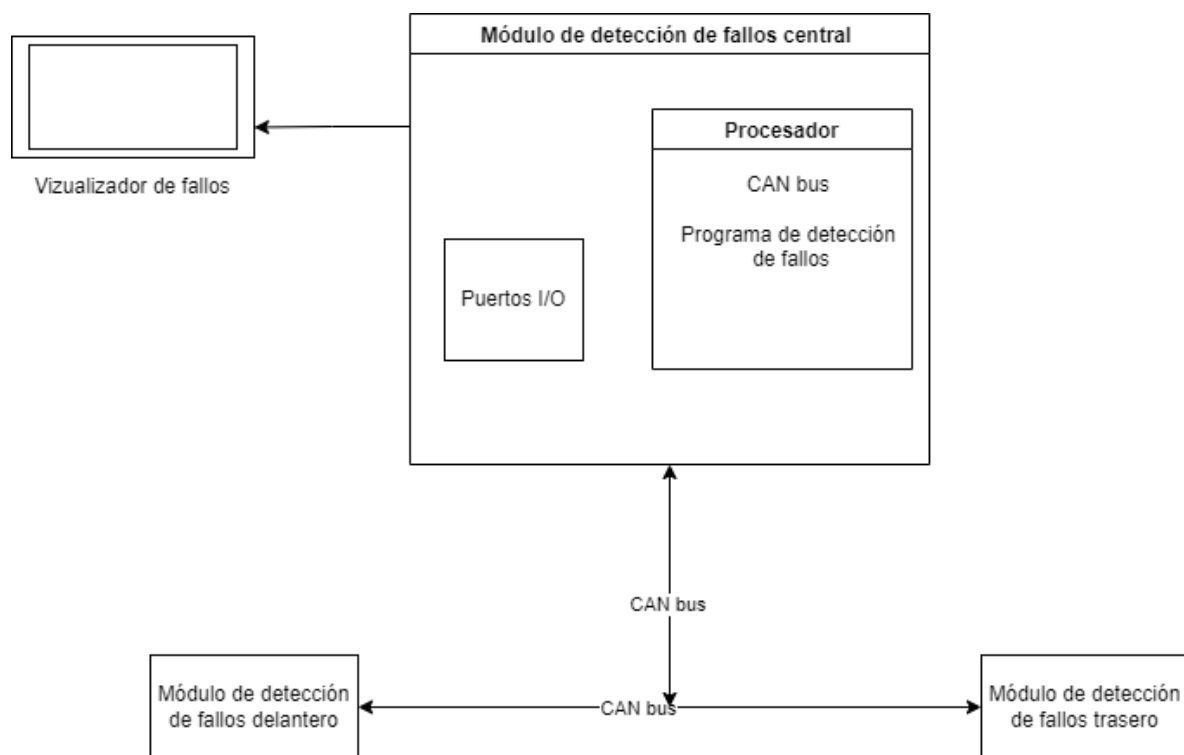 Módulo de detección de fallos central
Vizualizador de fallos
Procesador
CAN bus
Programa de detección
de fallos
Puertos I/O
CAN bus
Módulo de detección
de fallos delantero
CAN bus
Módulo de detección
de fallos trasero